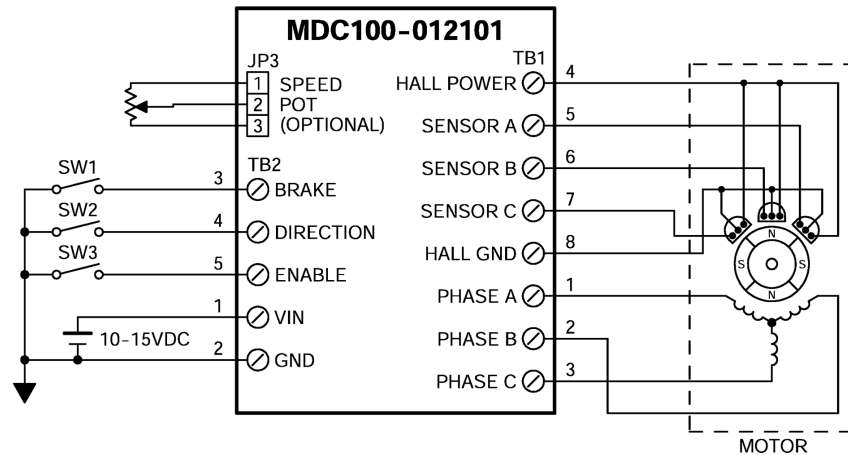 MDC100-012101
JP3
1 SPEED
2 POT
3 (OPTIONAL)
TB1
HALL POWER 4
SENSOR A 5
SENSOR B 6
SENSOR C 7
HALL GND 8
PHASE A 1
PHASE B 2
PHASE C 3
TB2
SW1 3 BRAKE
SW2 4 DIRECTION
SW3 5 ENABLE
1 VIN
10-15VDC
2 GND
N
S S
N
MOTOR